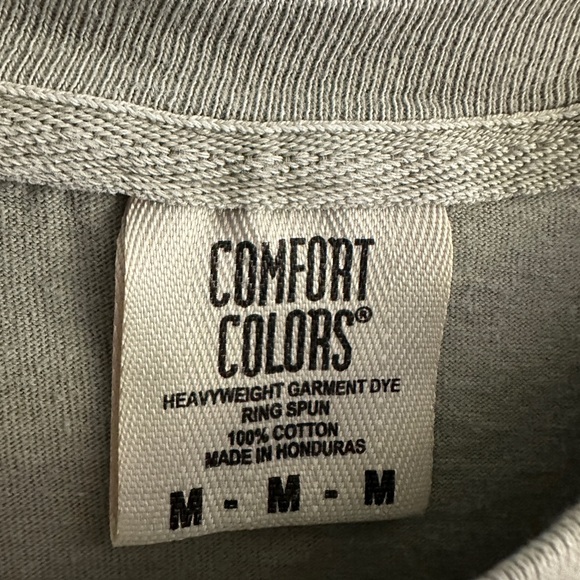 COMFORT
COLORS®
HEAVYWEIGHT GARMENT DYE
RING SPUN
100% COTTON
MADE IN HONDURAS
M - M - M